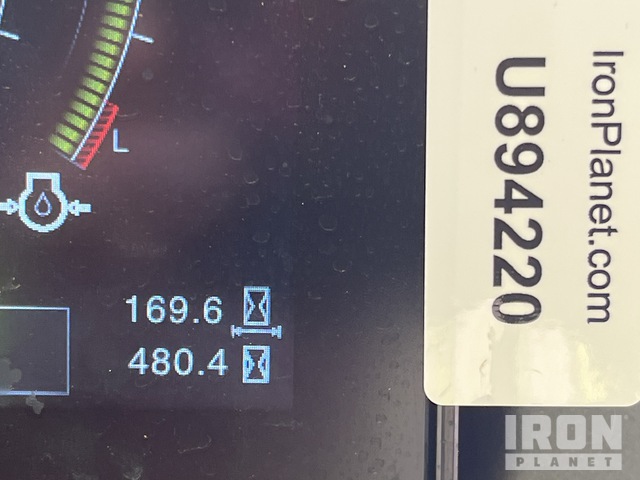 L
169.6
480.4
IronPlanet.com
U894220
IRON
PLANET